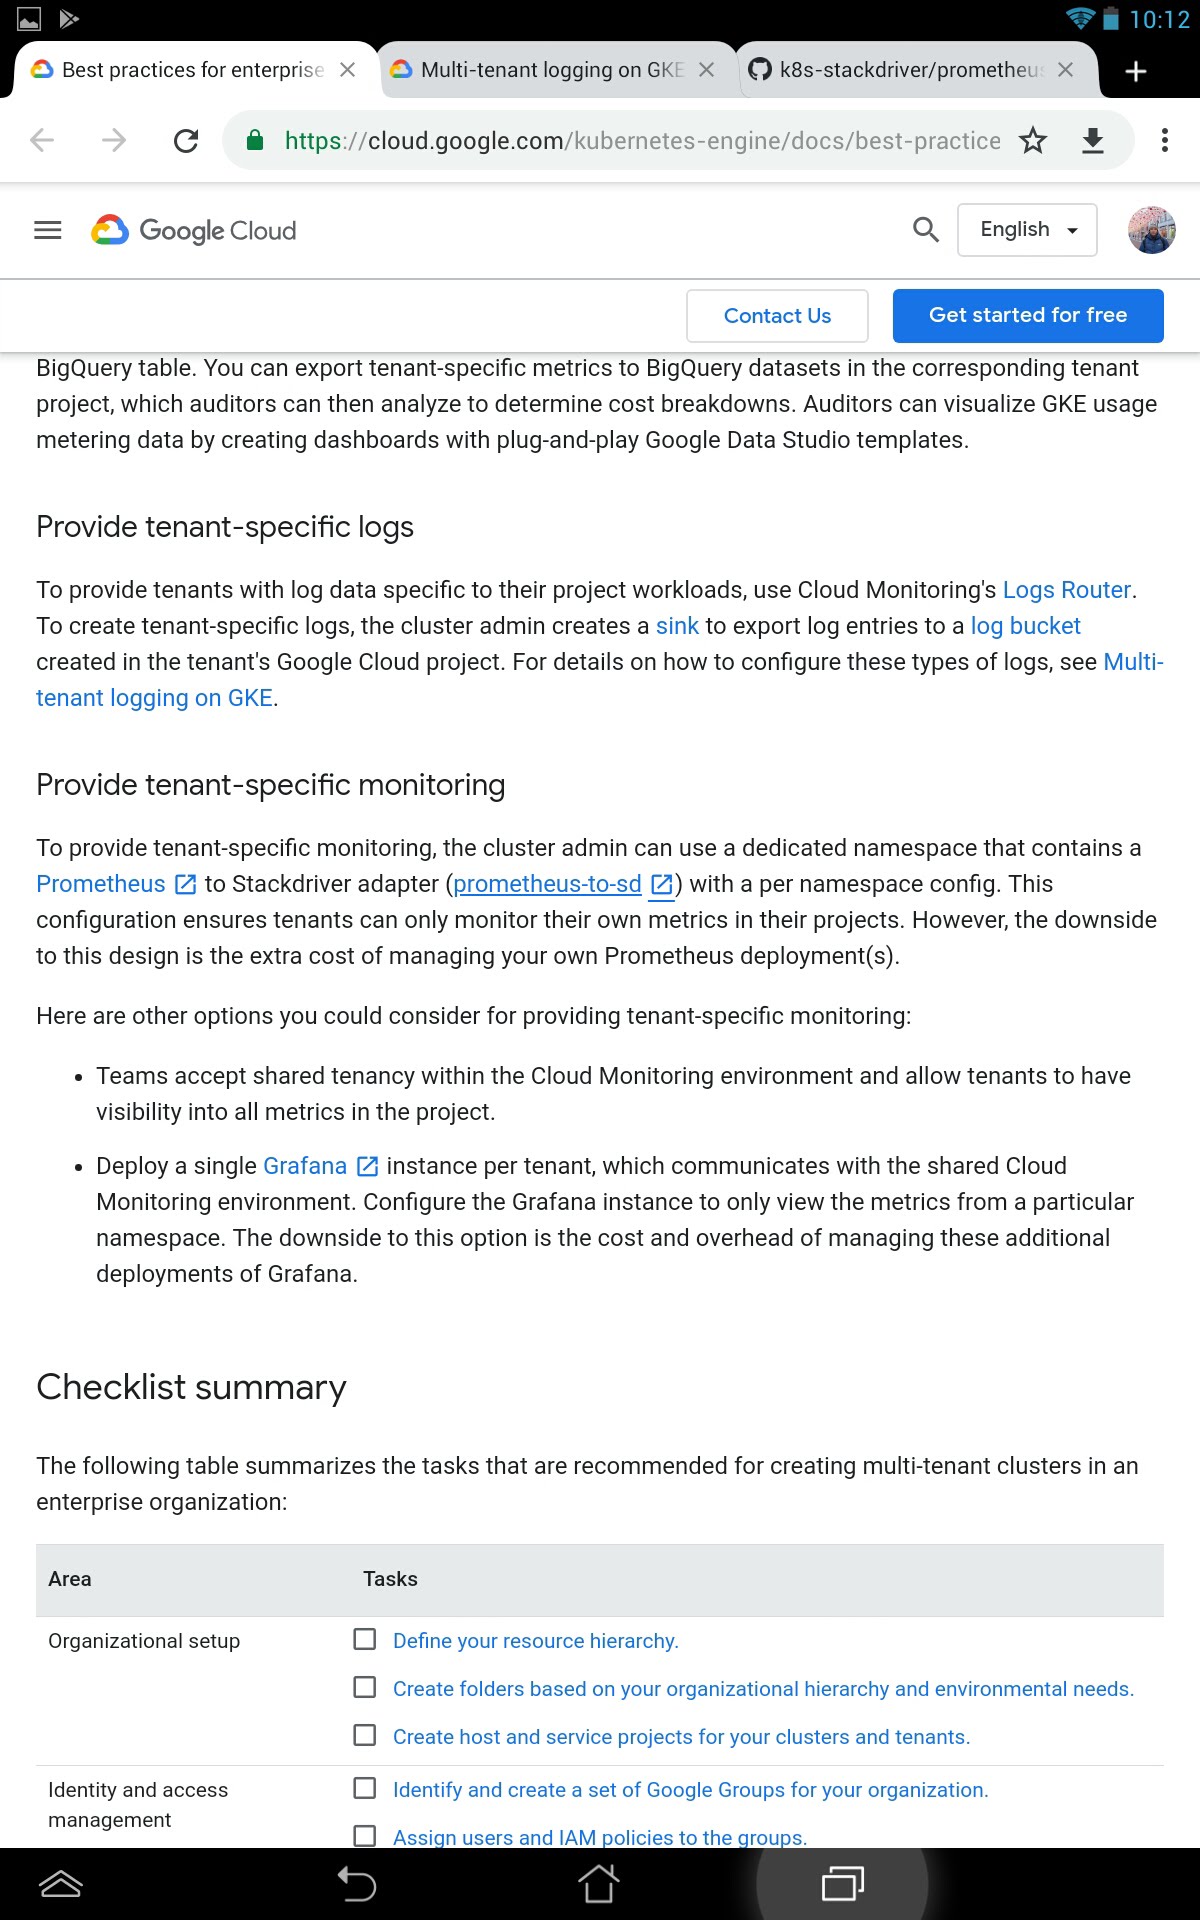 10:12
Best practices for enterprise
Multi-tenant logging on GKE
k8s-stackdriver/prometheus
https://cloud.google.com/kubernetes-engine/docs/best-practice
Google Cloud
English
Contact Us
Get started for free
BigQuery table. You can export tenant-specific metrics to BigQuery datasets in the corresponding tenant
project, which auditors can then analyze to determine cost breakdowns. Auditors can visualize GKE usage
metering data by creating dashboards with plug-and-play Google Data Studio templates.
Provide tenant-specific logs
To provide tenants with log data specific to their project workloads, use Cloud Monitoring's Logs Router.
To create tenant-specific logs, the cluster admin creates a sink to export log entries to a log bucket
created in the tenant's Google Cloud project. For details on how to configure these types of logs, see Multi-
tenant logging on GKE.
Provide tenant-specific monitoring
To provide tenant-specific monitoring, the cluster admin can use a dedicated namespace that contains a
Prometheus to Stackdriver adapter (prometheus-to-sd) with a per namespace config. This
configuration ensures tenants can only monitor their own metrics in their projects. However, the downside
to this design is the extra cost of managing your own Prometheus deployment(s).
Here are other options you could consider for providing tenant-specific monitoring:
• Teams accept shared tenancy within the Cloud Monitoring environment and allow tenants to have
visibility into all metrics in the project.
• Deploy a single Grafana instance per tenant, which communicates with the shared Cloud
Monitoring environment. Configure the Grafana instance to only view the metrics from a particular
namespace. The downside to this option is the cost and overhead of managing these additional
deployments of Grafana.
Checklist summary
The following table summarizes the tasks that are recommended for creating multi-tenant clusters in an
enterprise organization:
Area Tasks
Organizational setup Define your resource hierarchy.
Create folders based on your organizational hierarchy and environmental needs.
Create host and service projects for your clusters and tenants.
Identity and access Identify and create a set of Google Groups for your organization.
management
Assign users and IAM policies to the groups.